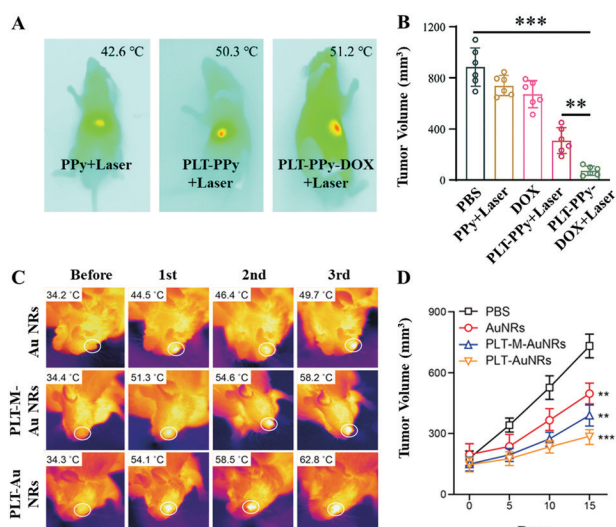 A
42.6 ℃
PPy+Laser
50.3 ℃
PLT-PPy
+Laser
51.2 ℃
PLT-PPy-DOX
+Laser
B
Tumor Volume (mm³)
1200
800
400
0
***
**
PBS
PPy+Laser
DOX
PLT-PPy+Laser
PLT-PPy-
DOX+Laser
C
Before
1st
2nd
3rd
Au NRs
34.2 ℃
44.5 ℃
46.4 ℃
49.7 ℃
PLT-M-
Au NRs
34.4 ℃
51.3 ℃
54.6 ℃
58.2 ℃
PLT-Au
NRs
34.3 ℃
54.1 ℃
58.5 ℃
62.8 ℃
D
Tumor Volume (mm³)
900
600
300
0
PBS
AuNRs
PLT-M-AuNRs
PLT-AuNRs
**
**
***
0
5
10
15